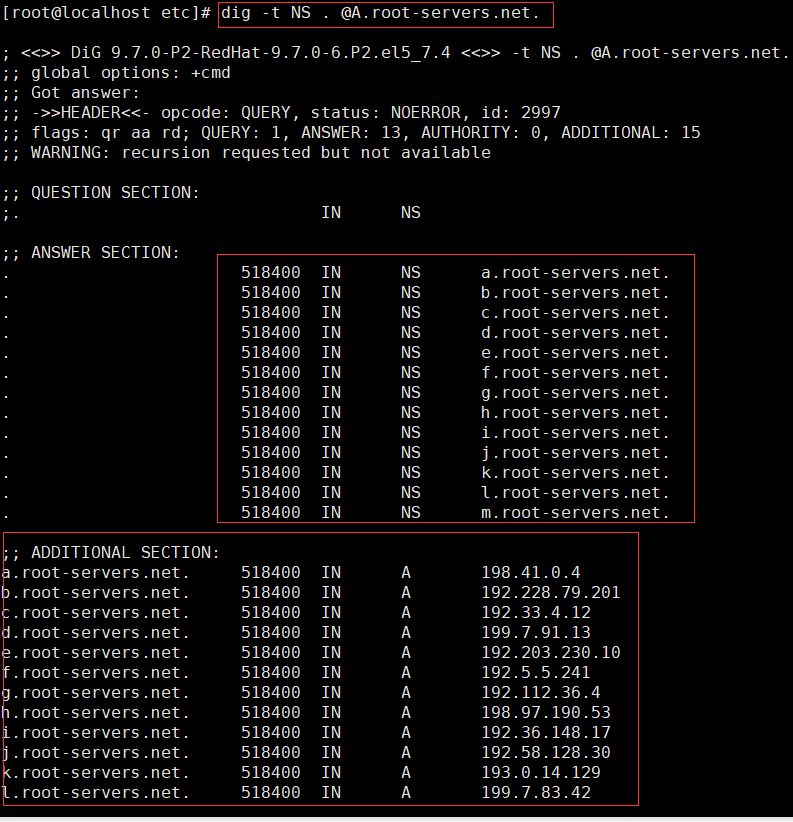 [root@localhost etc]# dig -t NS . @A.root-servers.net.
; <<>> DiG 9.7.0-P2-RedHat-9.7.0-6.P2.el5_7.4 <<>> -t NS . @A.root-servers.net.
;; global options: +cmd
;; Got answer:
;; ->>HEADER<<- opcode: QUERY, status: NOERROR, id: 2997
;; flags: qr aa rd; QUERY: 1, ANSWER: 13, AUTHORITY: 0, ADDITIONAL: 15
;; WARNING: recursion requested but not available
;; QUESTION SECTION:
;. IN NS
;; ANSWER SECTION:
. 518400 IN NS a.root-servers.net.
. 518400 IN NS b.root-servers.net.
. 518400 IN NS c.root-servers.net.
. 518400 IN NS d.root-servers.net.
. 518400 IN NS e.root-servers.net.
. 518400 IN NS f.root-servers.net.
. 518400 IN NS g.root-servers.net.
. 518400 IN NS h.root-servers.net.
. 518400 IN NS i.root-servers.net.
. 518400 IN NS j.root-servers.net.
. 518400 IN NS k.root-servers.net.
. 518400 IN NS l.root-servers.net.
. 518400 IN NS m.root-servers.net.
;; ADDITIONAL SECTION:
a.root-servers.net. 518400 IN A 198.41.0.4
b.root-servers.net. 518400 IN A 192.228.79.201
c.root-servers.net. 518400 IN A 192.33.4.12
d.root-servers.net. 518400 IN A 199.7.91.13
e.root-servers.net. 518400 IN A 192.203.230.10
f.root-servers.net. 518400 IN A 192.5.5.241
g.root-servers.net. 518400 IN A 192.112.36.4
h.root-servers.net. 518400 IN A 198.97.190.53
i.root-servers.net. 518400 IN A 192.36.148.17
j.root-servers.net. 518400 IN A 192.58.128.30
k.root-servers.net. 518400 IN A 193.0.14.129
l.root-servers.net. 518400 IN A 199.7.83.42